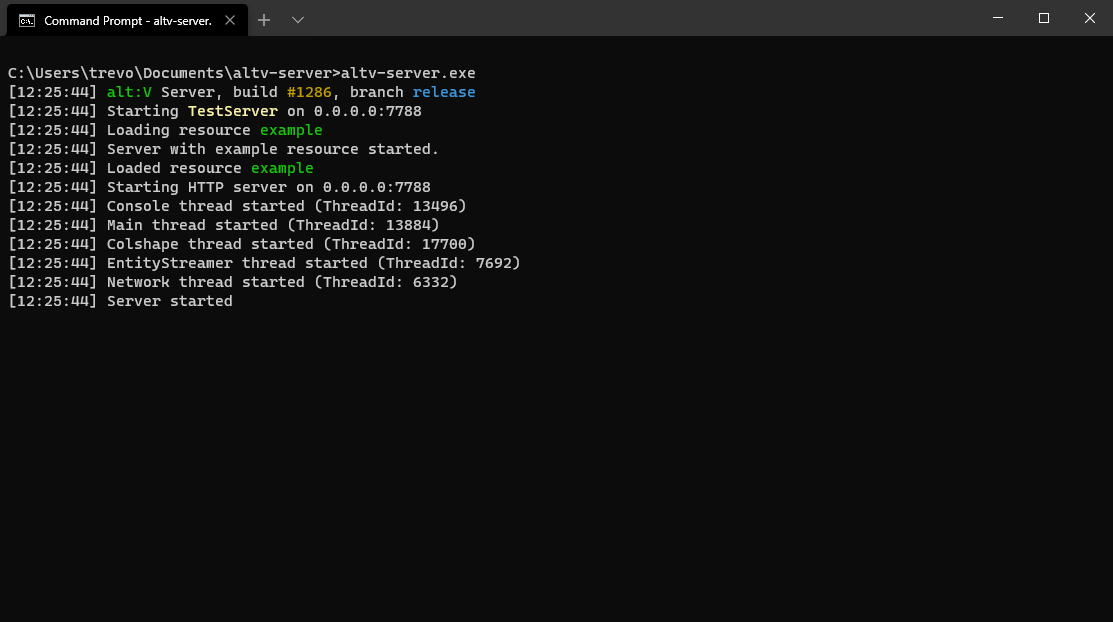 Command Prompt - altv-server.
C:\Users\trevo\Documents\altv-server>altv-server.exe
[12:25:44] alt:V Server, build #1286, branch release
[12:25:44] Starting TestServer on 0.0.0.0:7788
[12:25:44] Loading resource example
[12:25:44] Server with example resource started.
[12:25:44] Loaded resource example
[12:25:44] Starting HTTP server on 0.0.0.0:7788
[12:25:44] Console thread started (ThreadId: 13496)
[12:25:44] Main thread started (ThreadId: 13884)
[12:25:44] Colshape thread started (ThreadId: 17700)
[12:25:44] EntityStreamer thread started (ThreadId: 7692)
[12:25:44] Network thread started (ThreadId: 6332)
[12:25:44] Server started